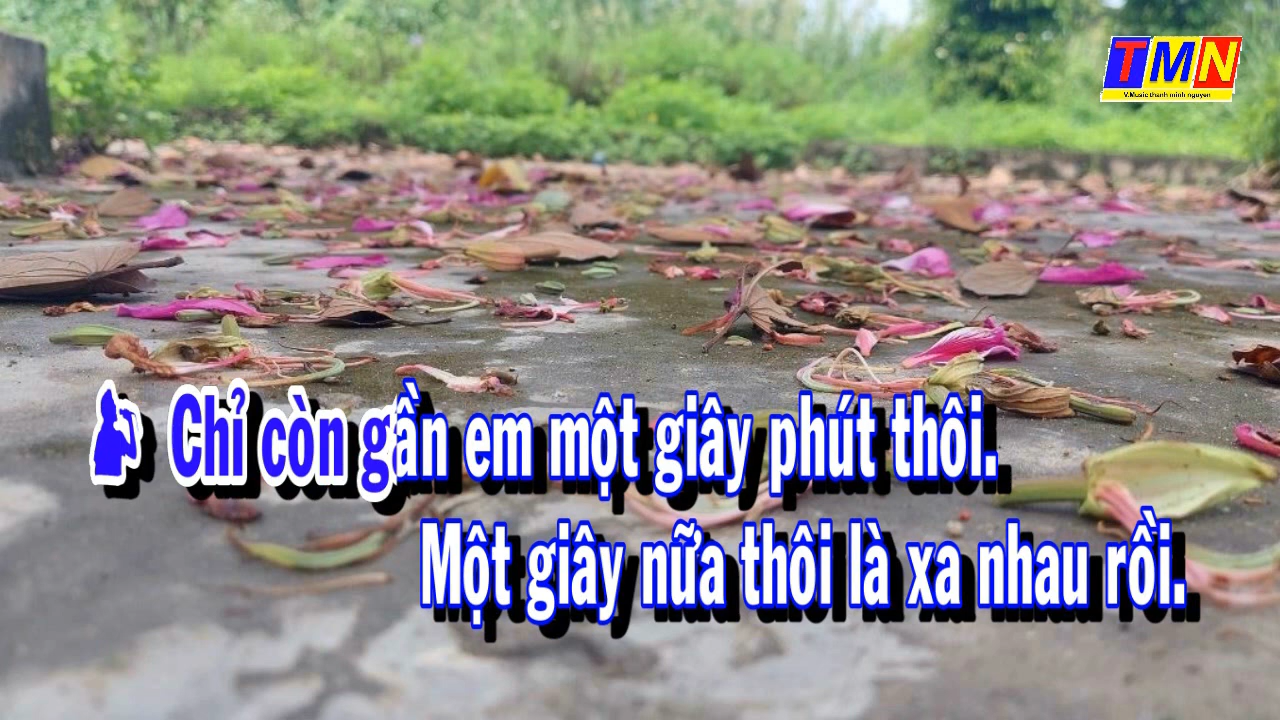 TMN
V.Music thanh minh nguyen
Chỉ còn gần em một giây phút thôi.
Một giây nữa thôi là xa nhau rồi.